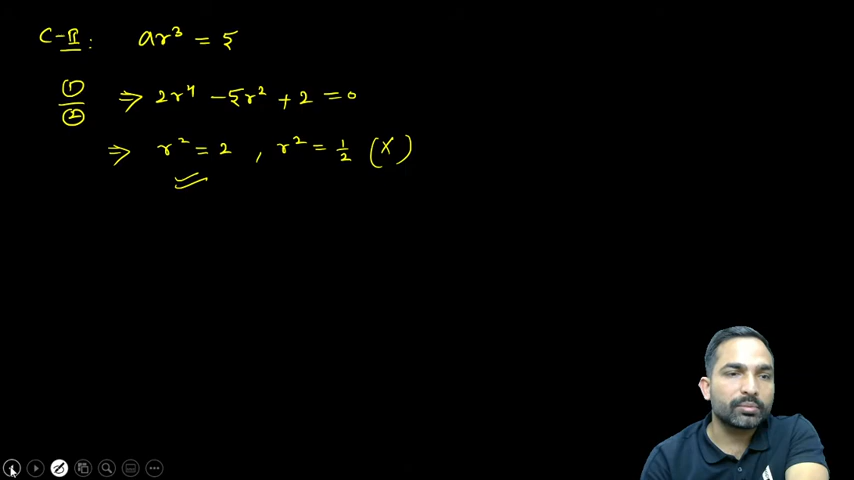 C-II: ar³ = 5
①/② ⇒ 2r⁴ - 5r² + 2 = 0
⇒ r² = 2, r² = 1/2 (X)